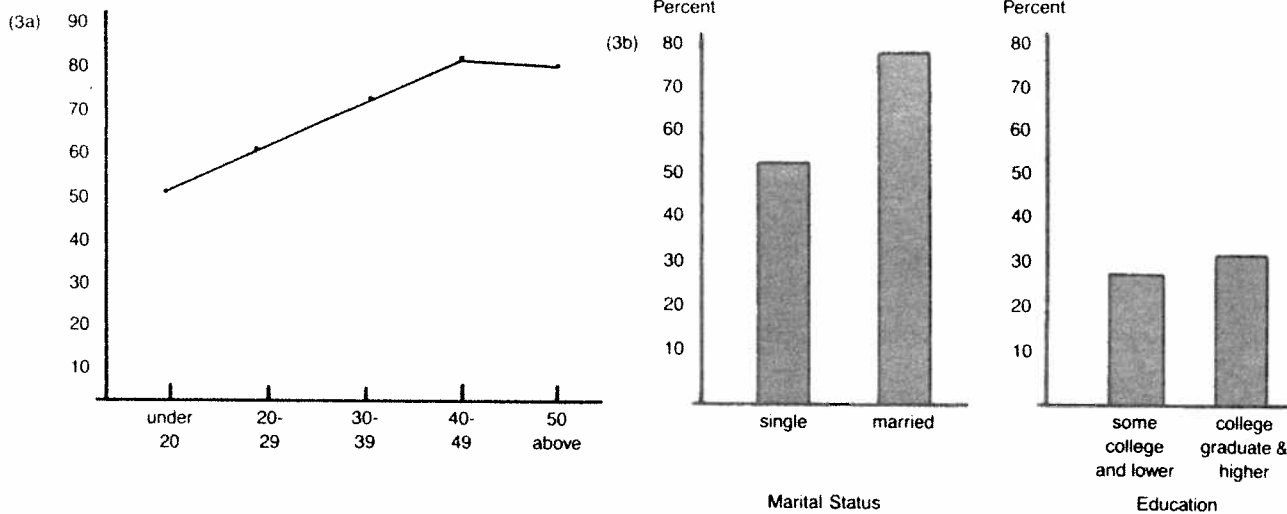 (3a)
90
80
70
60
50
40
30
20
10
under
20
20-
29
30-
39
40-
49
50
above
Percent
(3b)
80
70
60
50
40
30
20
10
single
married
Marital Status
Percent
80
70
60
50
40
30
20
10
some
college
and lower
college
graduate &
higher
Education